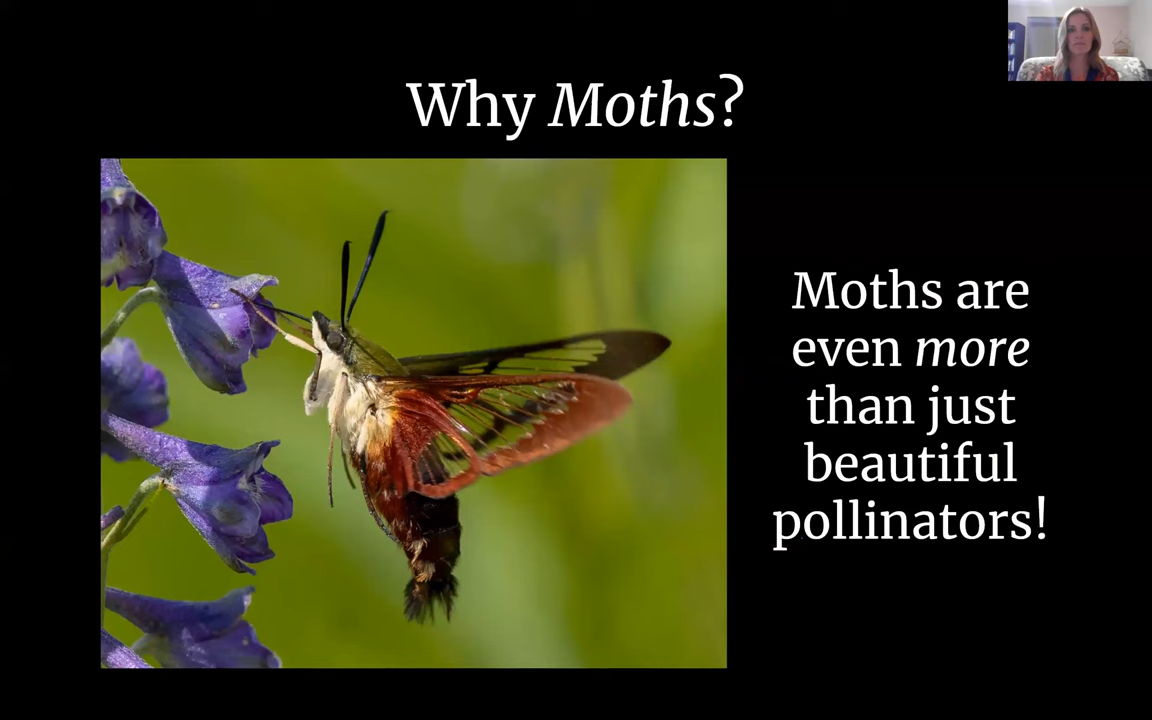 Why Moths?
Moths are
even more
than just
beautiful
pollinators!